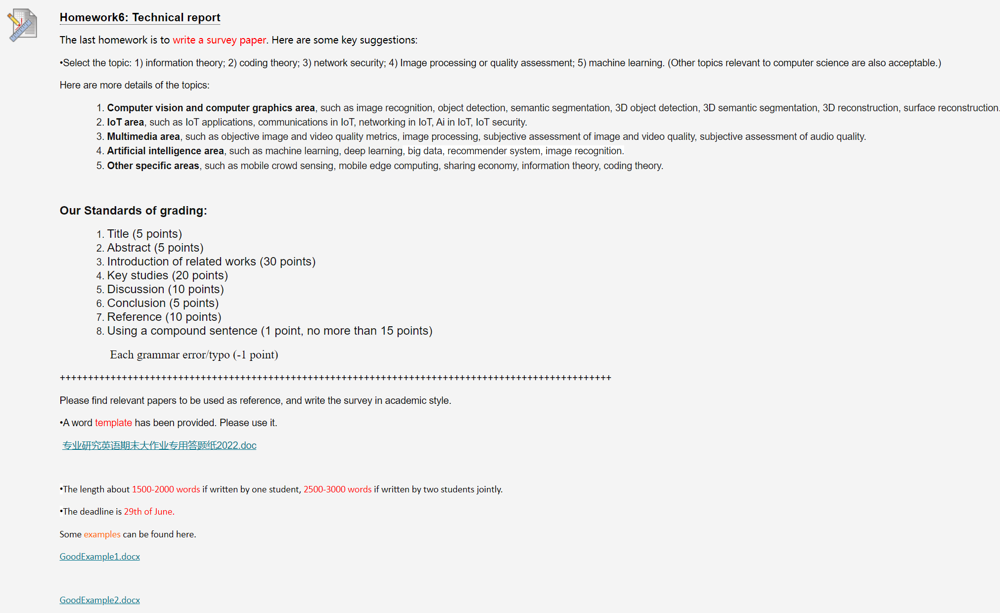 Homework6: Technical report
The last homework is to write a survey paper. Here are some key suggestions:
•Select the topic: 1) information theory; 2) coding theory; 3) network security; 4) Image processing or quality assessment; 5) machine learning. (Other topics relevant to computer science are also acceptable.)
Here are more details of the topics:
1. Computer vision and computer graphics area, such as image recognition, object detection, semantic segmentation, 3D object detection, 3D semantic segmentation, 3D reconstruction, surface reconstruction.
2. IoT area, such as IoT applications, communications in IoT, networking in IoT, Ai in IoT, IoT security.
3. Multimedia area, such as objective image and video quality metrics, image processing, subjective assessment of image and video quality, subjective assessment of audio quality.
4. Artificial intelligence area, such as machine learning, deep learning, big data, recommender system, image recognition.
5. Other specific areas, such as mobile crowd sensing, mobile edge computing, sharing economy, information theory, coding theory.
Our Standards of grading:
1. Title (5 points)
2. Abstract (5 points)
3. Introduction of related works (30 points)
4. Key studies (20 points)
5. Discussion (10 points)
6. Conclusion (5 points)
7. Reference (10 points)
8. Using a compound sentence (1 point, no more than 15 points)
Each grammar error/typo (-1 point)
++++++++++++++++++++++++++++++++++++++++++++++++++++++++++++++++++++++++++++++++++++++++++++++++++
Please find relevant papers to be used as reference, and write the survey in academic style.
•A word template has been provided. Please use it.
专业研究英语期末大作业专用答题纸2022.doc
•The length about 1500-2000 words if written by one student, 2500-3000 words if written by two students jointly.
•The deadline is 29th of June.
Some examples can be found here.
GoodExample1.docx
GoodExample2.docx